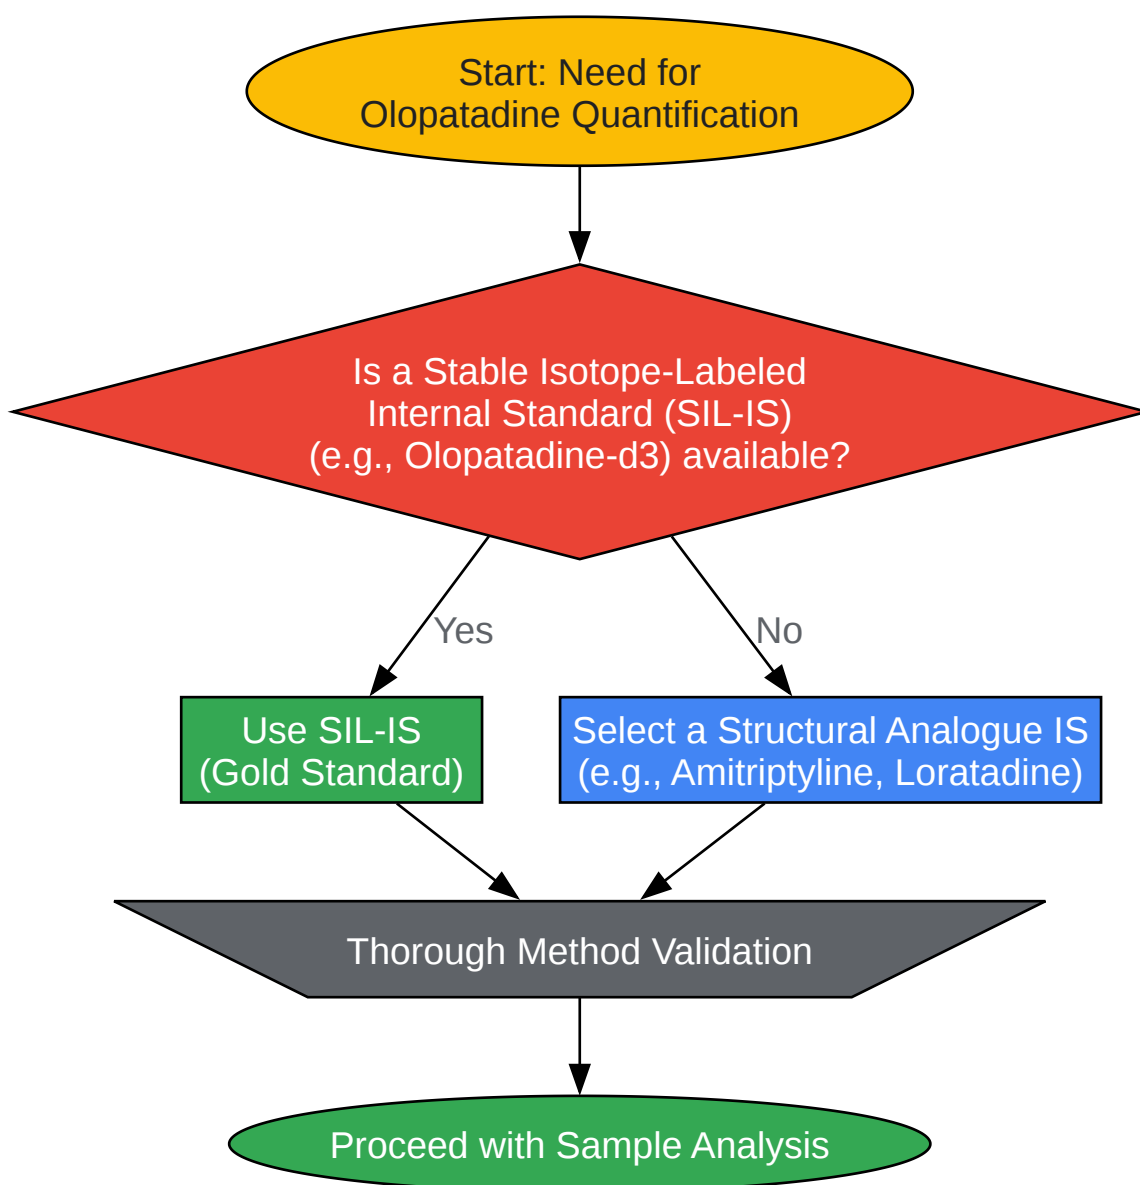 Start: Need for
Olopatadine Quantification
Is a Stable Isotope-Labeled
Internal Standard (SIL-IS)
(e.g., Olopatadine-d3) available?
Yes
No
Use SIL-IS
(Gold Standard)
Select a Structural Analogue IS
(e.g., Amitriptyline, Loratadine)
Thorough Method Validation
Proceed with Sample Analysis